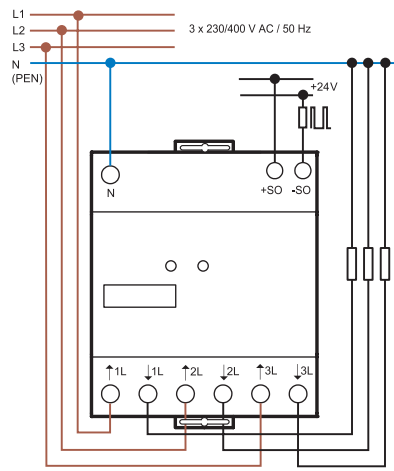 L1
L2
L3
3 x 230/400 V AC / 50 Hz
N
(PEN)
+24V
N
+SO
-SO
↑1L
↓1L
↑2L
↓2L
↑3L
↓3L